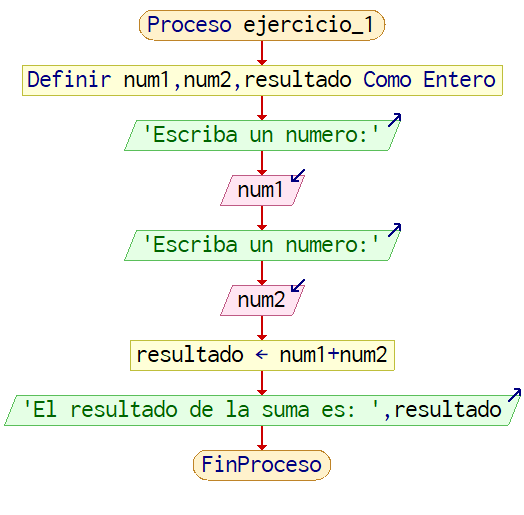 Proceso ejercicio_1
Definir num1,num2,resultado Como Entero
'Escriba un numero:'
num1
'Escriba un numero:'
num2
resultado ← num1+num2
'El resultado de la suma es: ',resultado
FinProceso